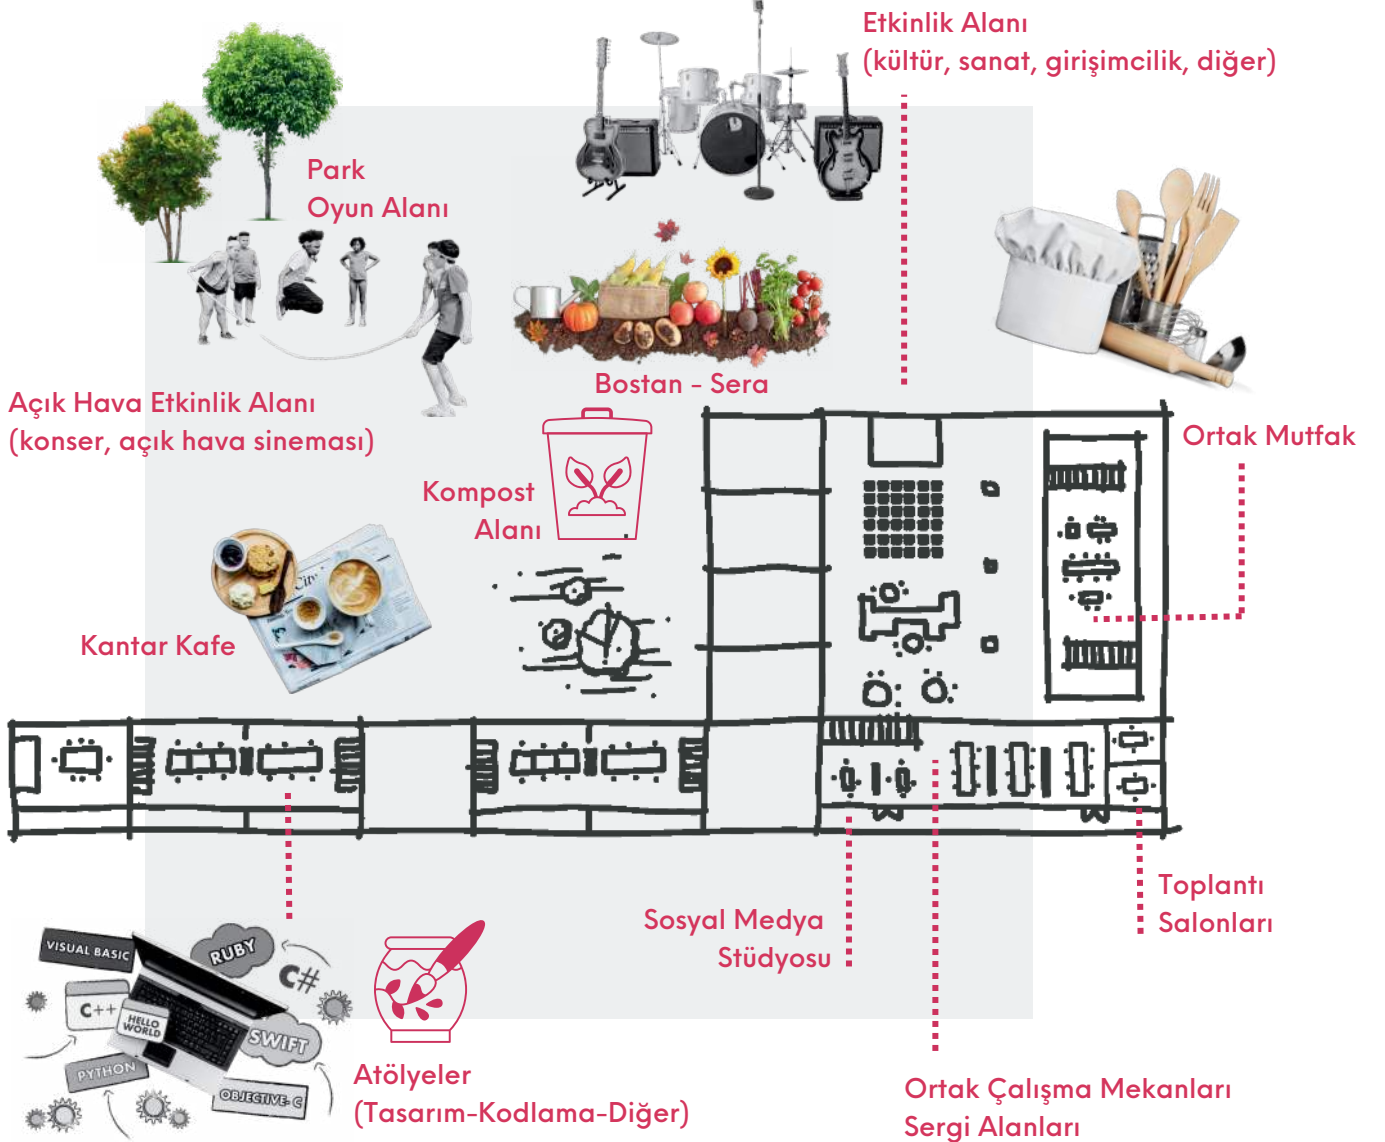 Etkinlik Alanı
(kültür, sanat, girişimcilik, diğer)
Park
Oyun Alanı
Bostan - Sera
Açık Hava Etkinlik Alanı
(konser, açık hava sineması)
Ortak Mutfak
Kompost
Alanı
City
Kantar Kafe
Toplantı
Salonları
Sosyal Medya
Stüdyosu
VISUAL BASIC
RUBY
C#
C++
HELLO
WORLD
SWIFT
PYTHON
OBJECTIVE-C
Atölyeler
(Tasarım-Kodlama-Diğer)
Ortak Çalışma Mekanları
Sergi Alanları